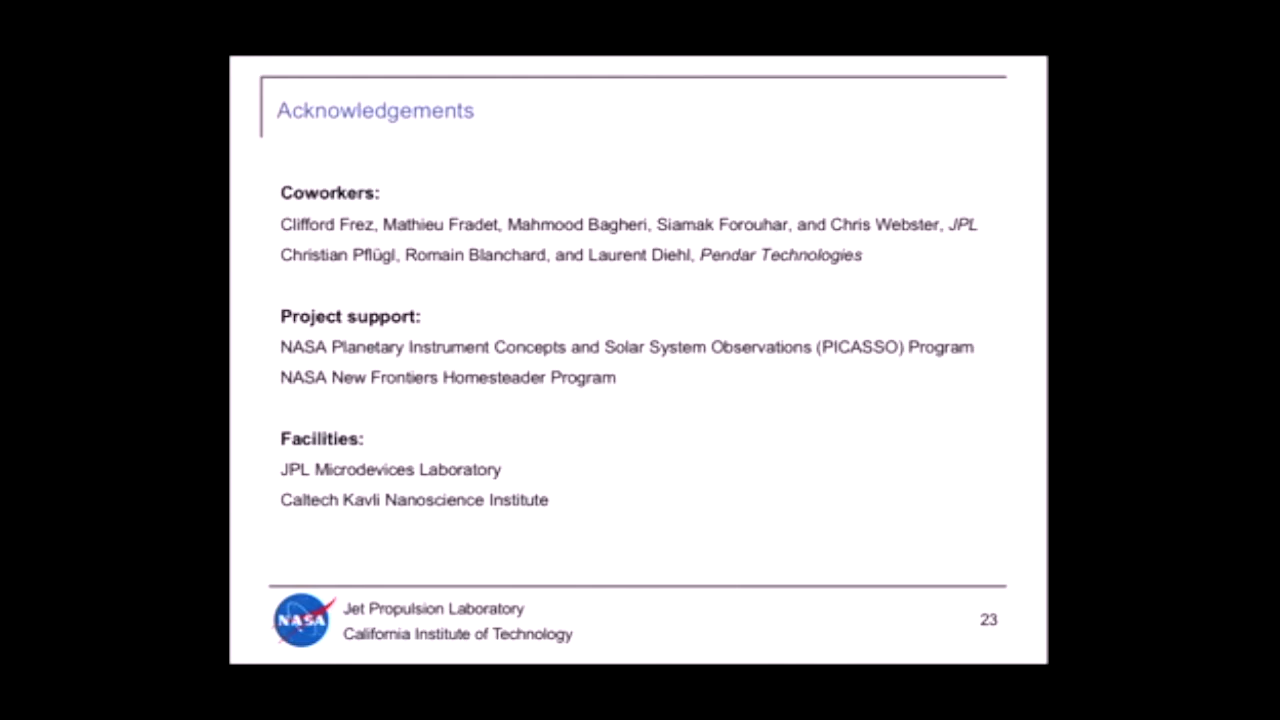 Acknowledgements
Coworkers:
Clifford Frez, Mathieu Fradet, Mahmood Bagheri, Siamak Forouhar, and Chris Webster, JPL
Christian Pflügl, Romain Blanchard, and Laurent Diehl, Pendar Technologies
Project support:
NASA Planetary Instrument Concepts and Solar System Observations (PICASSO) Program
NASA New Frontiers Homesteader Program
Facilities:
JPL Microdevices Laboratory
Caltech Kavli Nanoscience Institute
NASA
Jet Propulsion Laboratory
California Institute of Technology
23